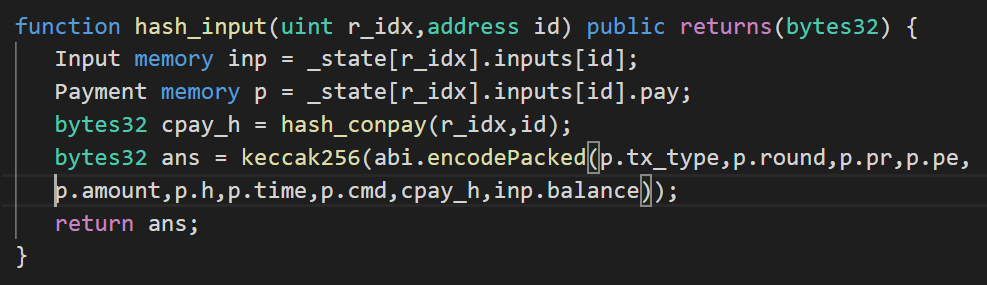 function hash_input(uint r_idx,address id) public returns(bytes32) {
Input memory inp = _state[r_idx].inputs[id];
Payment memory p = _state[r_idx].inputs[id].pay;
bytes32 cpay_h = hash_conpay(r_idx,id);
bytes32 ans = keccak256(abi.encodePacked(p.tx_type,p.round,p.pr,p.pe,
p.amount,p.h,p.time,p.cmd,cpay_h,inp.balance));
return ans;
}